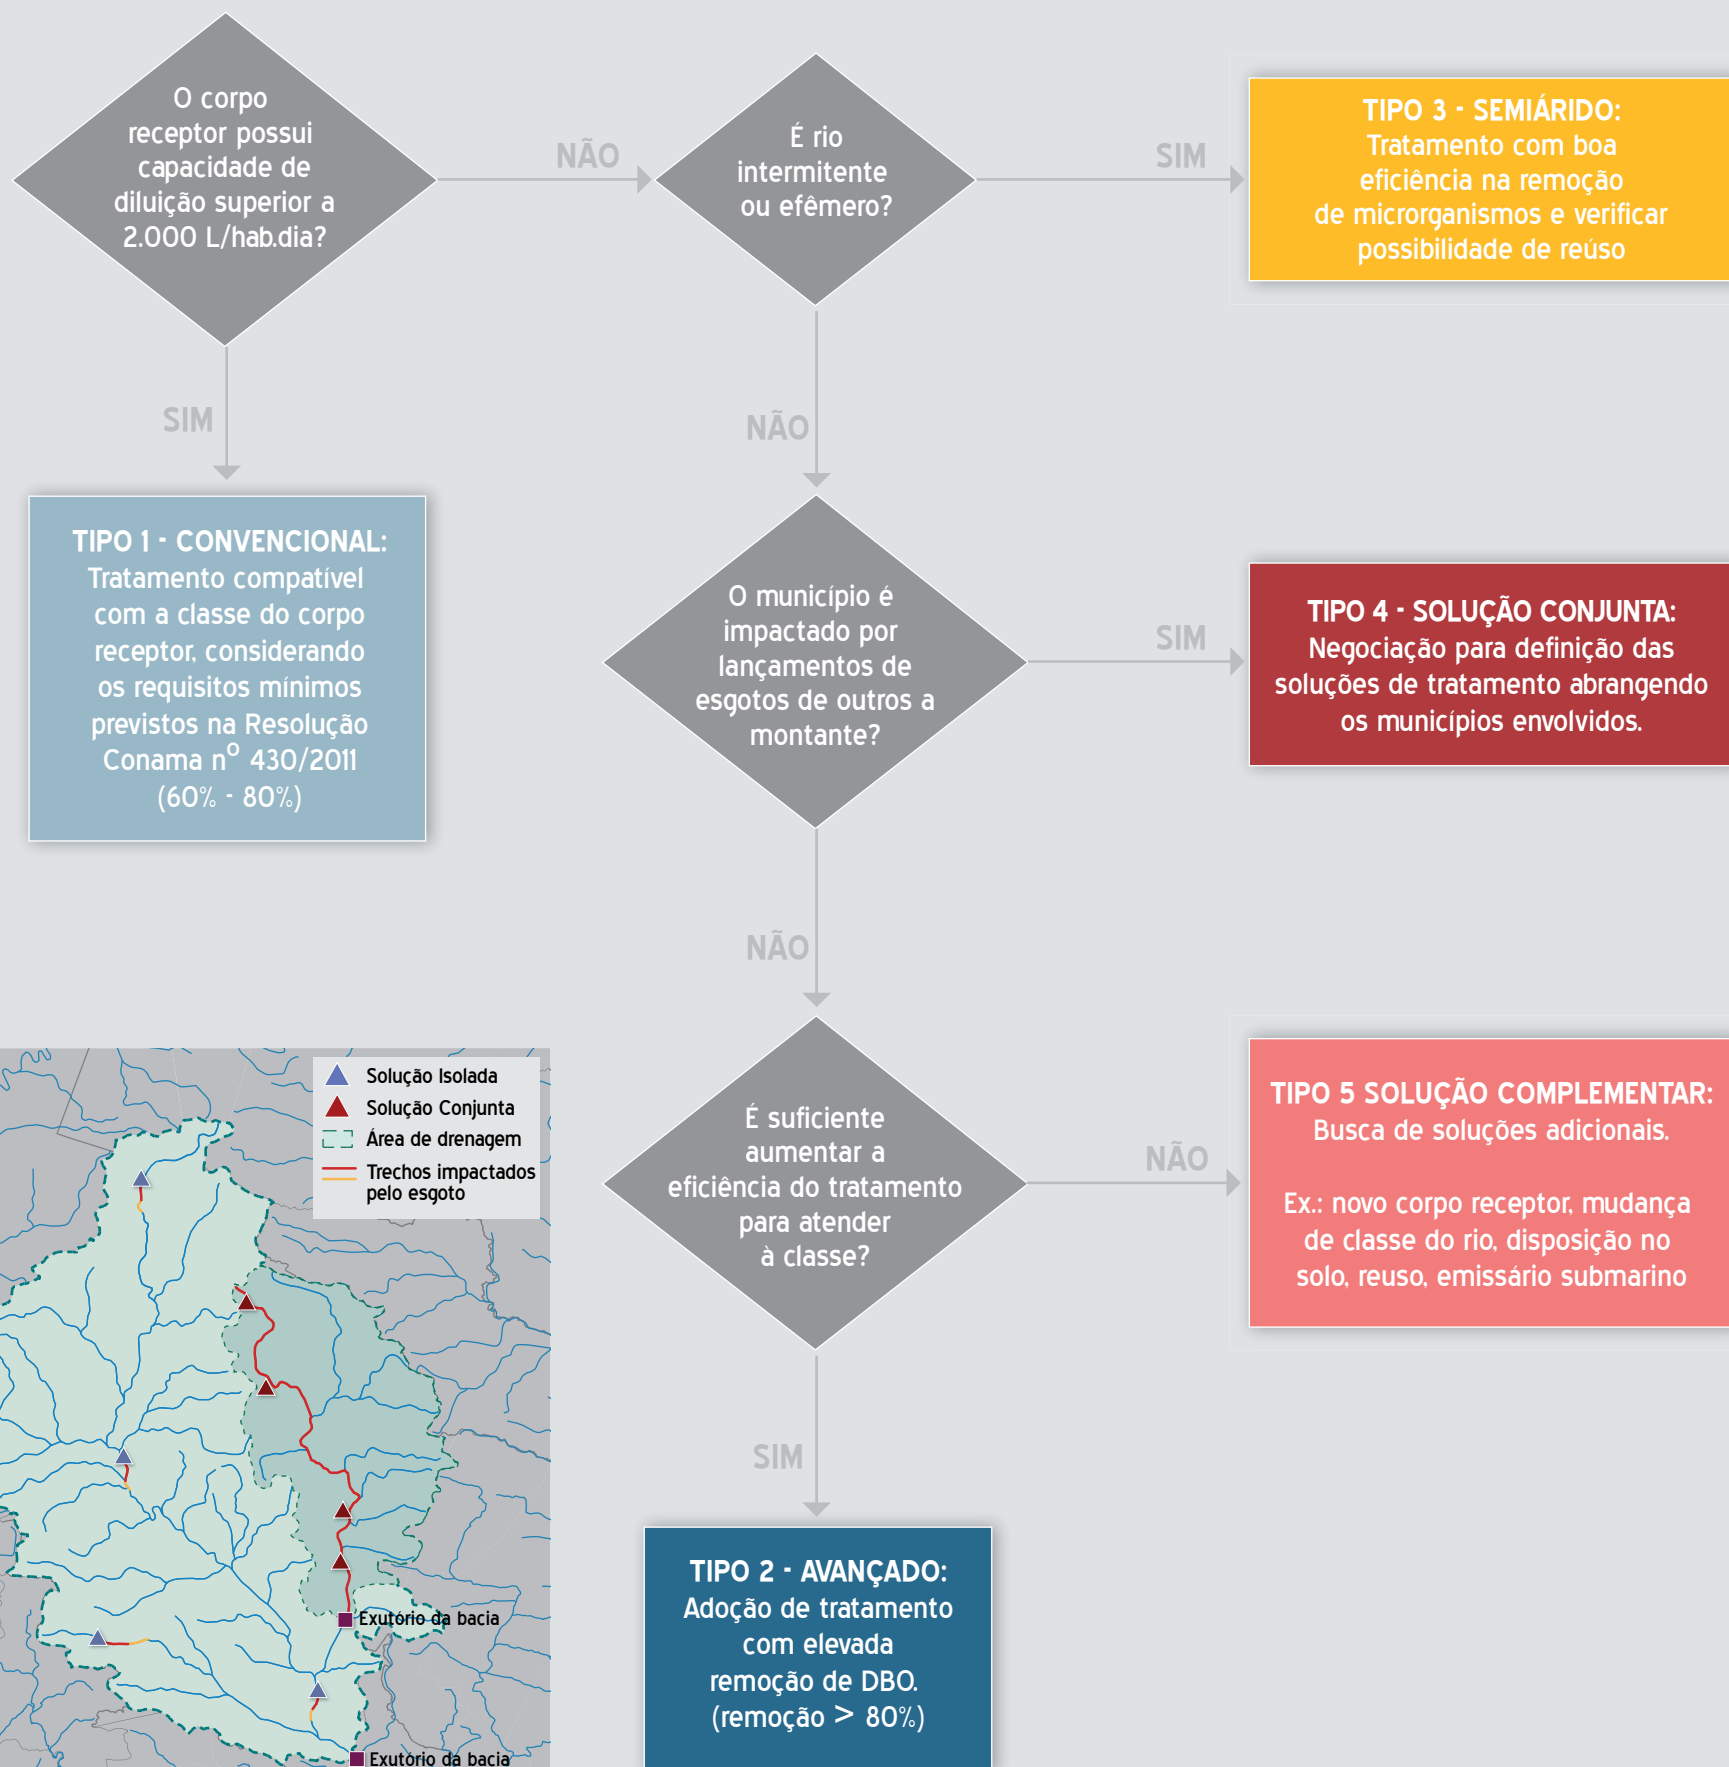 O corpo
receptor possui
capacidade de
diluição superior a
2.000 L/hab.dia?
NÃO
É rio
intermitente
ou efêmero?
SIM
TIPO 3 - SEMIÁRIDO:
Tratamento com boa
eficiência na remoção
de microrganismos e verificar
possibilidade de reúso
SIM
NÃO
TIPO 1 - CONVENCIONAL:
Tratamento compatível
com a classe do corpo
receptor, considerando
os requisitos mínimos
previstos na Resolução
Conama nº 430/2011
(60% - 80%)
O município é
impactado por
lançamentos de
esgotos de outros a
montante?
SIM
TIPO 4 - SOLUÇÃO CONJUNTA:
Negociação para definição das
soluções de tratamento abrangendo
os municípios envolvidos.
NÃO
É suficiente
aumentar a
eficiência do tratamento
para atender
à classe?
NÃO
TIPO 5 SOLUÇÃO COMPLEMENTAR:
Busca de soluções adicionais.
Ex.: novo corpo receptor, mudança
de classe do rio, disposição no
solo, reuso, emissário submarino
SIM
TIPO 2 - AVANÇADO:
Adoção de tratamento
com elevada
remoção de DBO.
(remoção > 80%)
Solução Isolada
Solução Conjunta
Área de drenagem
Trechos impactados
pelo esgoto
Exutório da bacia
Exutório da bacia